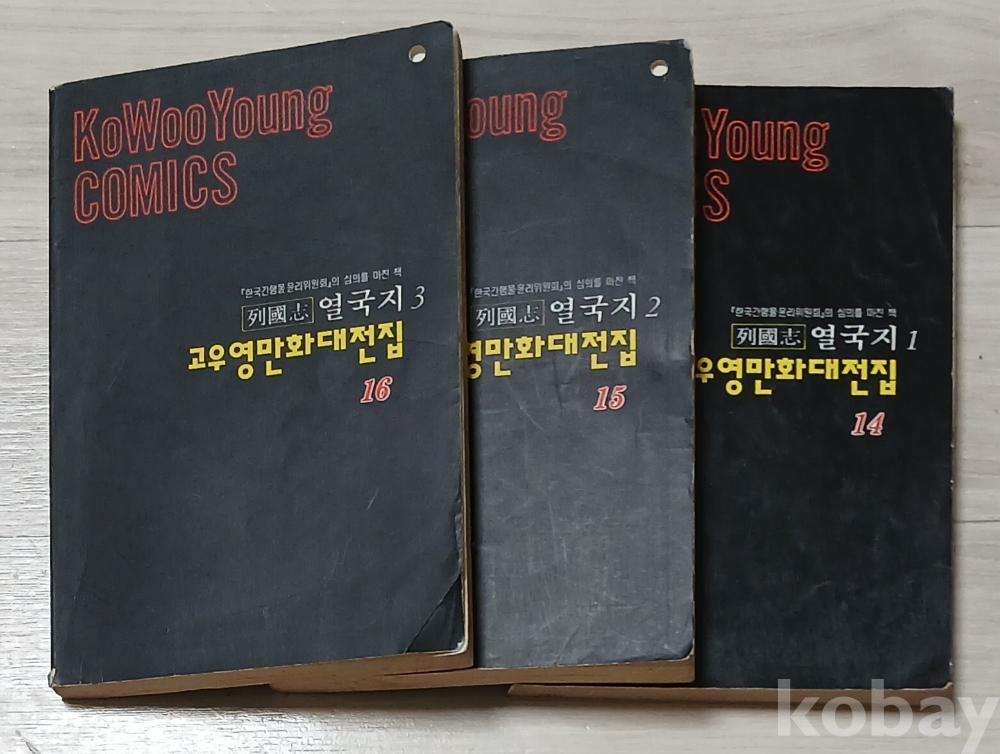 KoWooYoung
COMICS
『한국간행물윤리위원회』의 심의를 마친 책
列國志 열국지 3
고우영만화대전집
16
oung
『한국간행물윤리위원회』의 심의를 마친 책
列國志 열국지 2
영만화대전집
15
Young
S
『한국간행물윤리위원회』의 심의를 마친 책
列國志 열국지 1
우영만화대전집
14
kobay